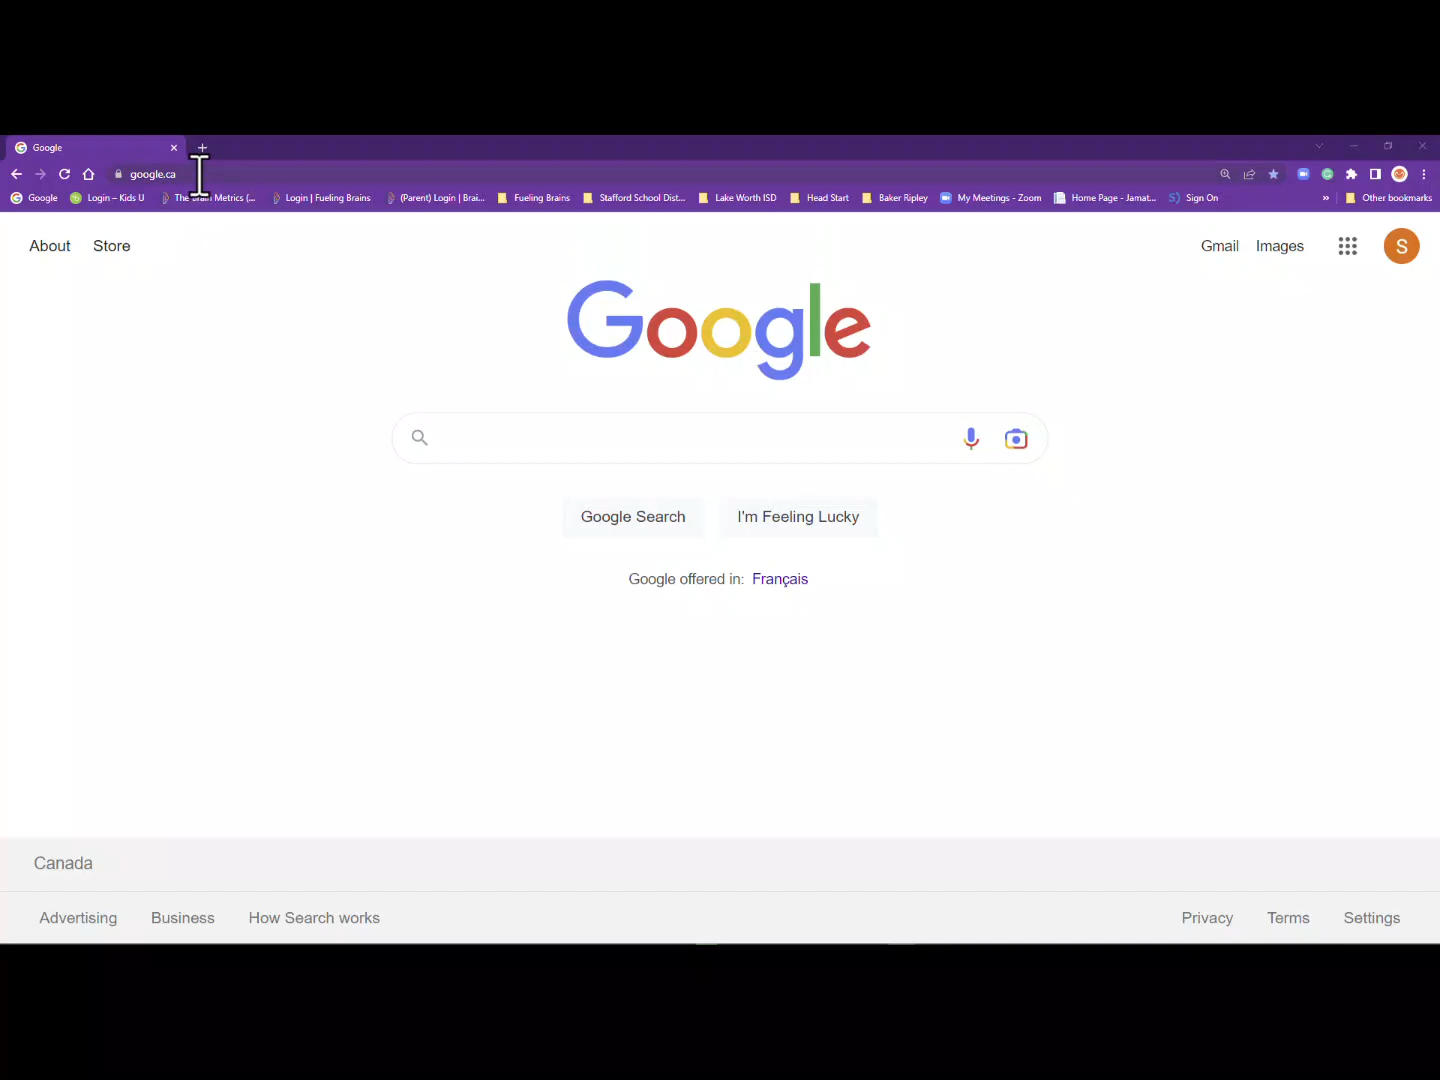 Google
google.ca
Google
Login – Kids U
The Brain Metrics (...
Login | Fueling Brains
(Parent) Login | Brai...
Fueling Brains
Stafford School Dist...
Lake Worth ISD
Head Start
Baker Ripley
My Meetings - Zoom
Home Page - Jamat...
Sign On
»
Other bookmarks
About
Store
Gmail
Images
S
Google
Google Search
I'm Feeling Lucky
Google offered in: Français
Canada
Advertising
Business
How Search works
Privacy
Terms
Settings